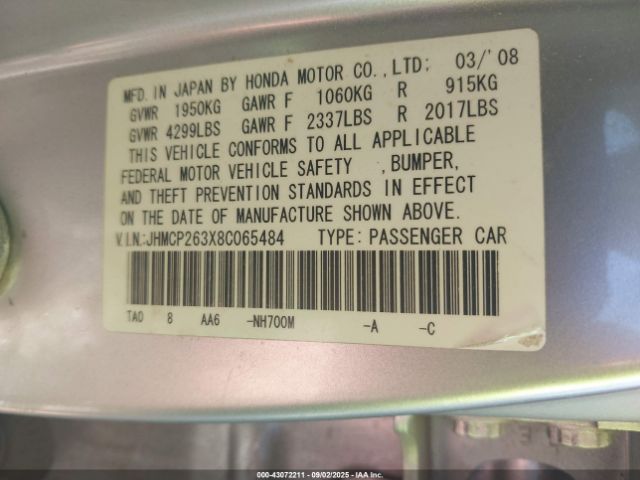 MFD. IN JAPAN BY HONDA MOTOR CO.,LTD; 03/'08
GVWR 1950KG GAWR F 1060KG R 915KG
GVWR 4299LBS GAWR F 2337LBS R 2017LBS
THIS VEHICLE CONFORMS TO ALL APPLICABLE
FEDERAL MOTOR VEHICLE SAFETY ,BUMPER,
AND THEFT PREVENTION STANDARDS IN EFFECT
ON THE DATE OF MANUFACTURE SHOWN ABOVE.
V.I.N.:JHMCP263X8C065484 TYPE: PASSENGER CAR
TA0 8 AA6 -NH700M -A -C
000-43072211 - 09/02/2025 - IAA Inc.